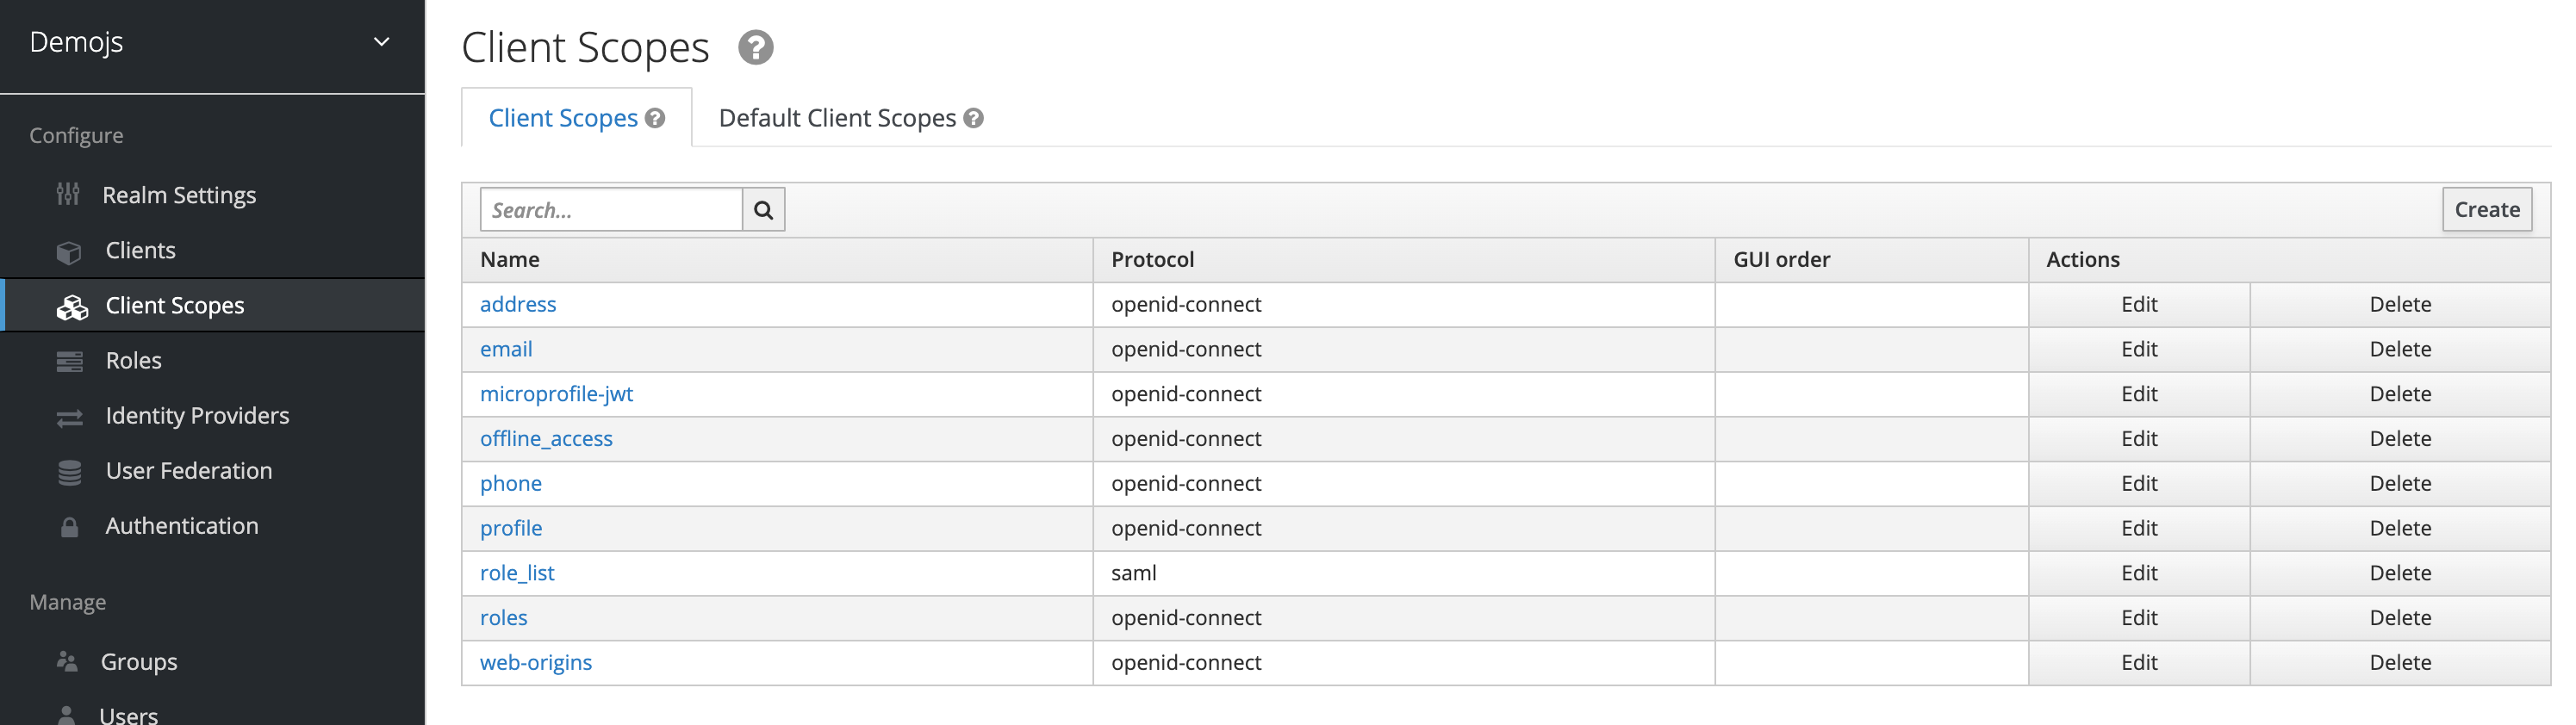 Demojs
Configure
Realm Settings
Clients
Client Scopes
Roles
Identity Providers
User Federation
Authentication
Manage
Groups
Users
Client Scopes ?
Client Scopes ? Default Client Scopes ?
Search... Create
Name Protocol GUI order Actions
address openid-connect Edit Delete
email openid-connect Edit Delete
microprofile-jwt openid-connect Edit Delete
offline_access openid-connect Edit Delete
phone openid-connect Edit Delete
profile openid-connect Edit Delete
role_list saml Edit Delete
roles openid-connect Edit Delete
web-origins openid-connect Edit Delete